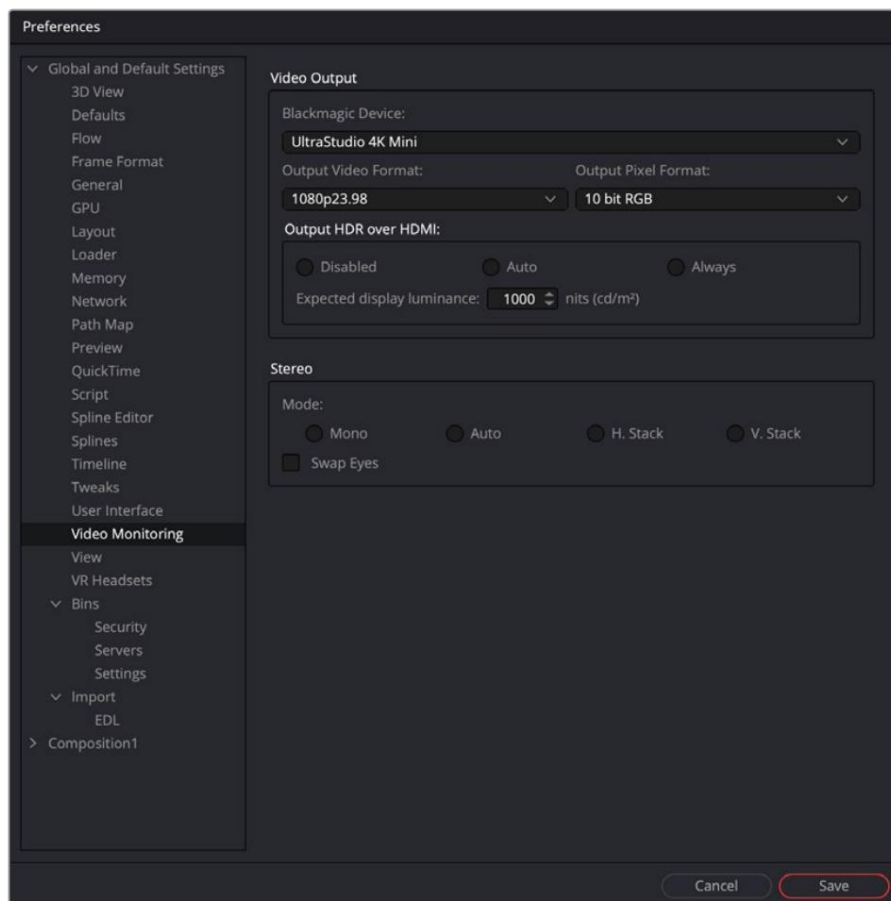 Preferences
Global and Default Settings
3D View
Defaults
Flow
Frame Format
General
GPU
Layout
Loader
Memory
Network
Path Map
Preview
QuickTime
Script
Spline Editor
Splines
Timeline
Tweaks
User Interface
Video Monitoring
View
VR Headsets
Bins
Security
Servers
Settings
Import
EDL
Composition1
Video Output
Blackmagic Device:
UltraStudio 4K Mini
Output Video Format: Output Pixel Format:
1080p23.98 10 bit RGB
Output HDR over HDMI:
Disabled Auto Always
Expected display luminance: 1000 nits (cd/m²)
Stereo
Mode:
Mono Auto H. Stack V. Stack
Swap Eyes
Cancel Save